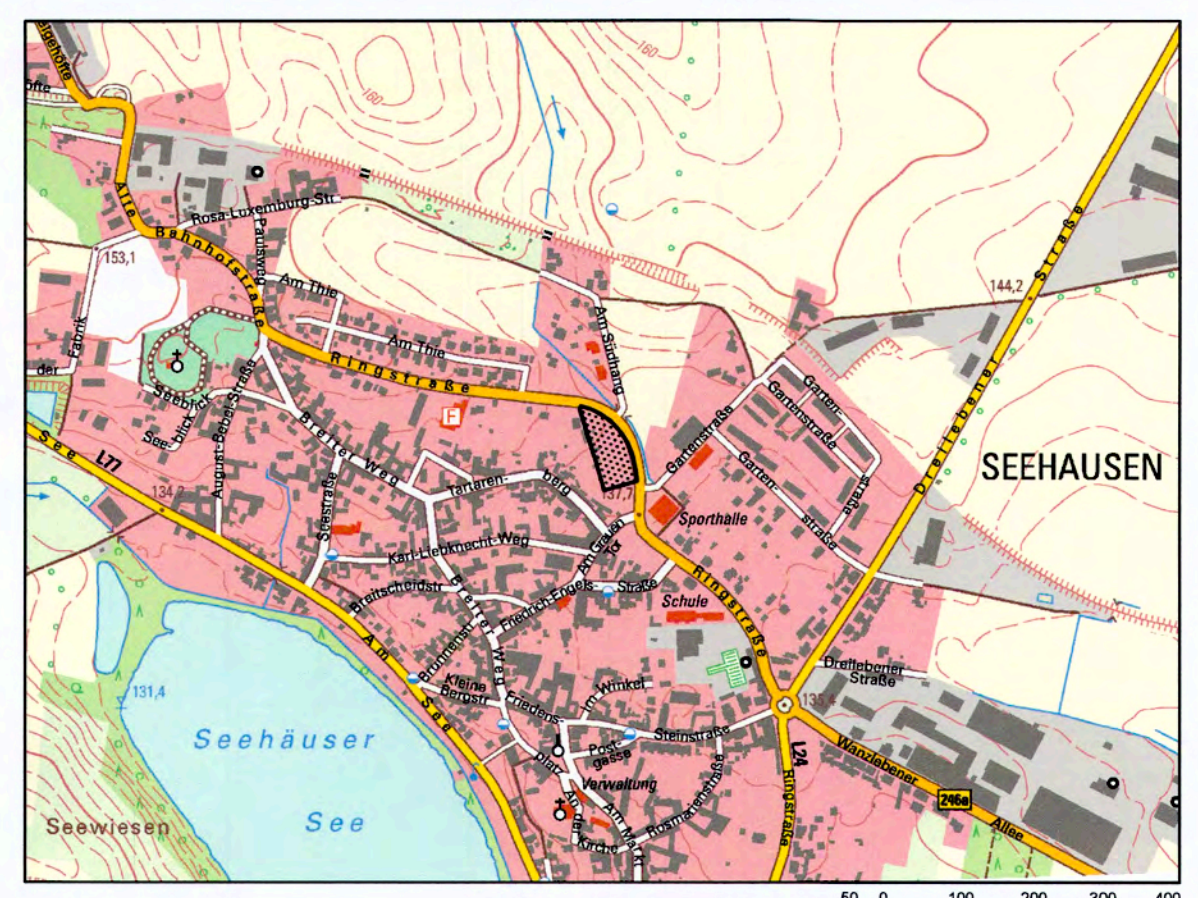 160
160
Alte
Bahnhofstraße
Rosa-Luxemburg-Str
Paulsweg
153,1
144,2
Am Thie
Am Thie
Ringstraße
Am Südhang
Dreilebener Straße
SEEHAUSEN
der
Fabrik
Seeblick
See-
blick
August-Bebel-Straße
F
Breiter Weg
Gartenstraße
Garten-
Gartenstraße
straße
Garten-
straße
See
L77
134,2
Seestraße
Tartaren-
berg
137,7
Sporthalle
Am Grauen
Tor
Karl-Liebknecht-Weg
Breitscheidstr
Friedrich-Engels-
Straße
Ringstraße
Schule
Breiter Weg
Brunnenstr
Am See
Kleine
Bergstr
Friedens-
platz
Im Winkel
Dreilebener
Straße
131,4
135,4
Steinstraße
Post-
gasse
Seehäuser
See
Seewiesen
Verwaltung
An der
Kirche
Am Markt
Rosmarienstraße
L24
Ringstraße
Wanzlebener
246a
Allee
50 0 100 200 300 400